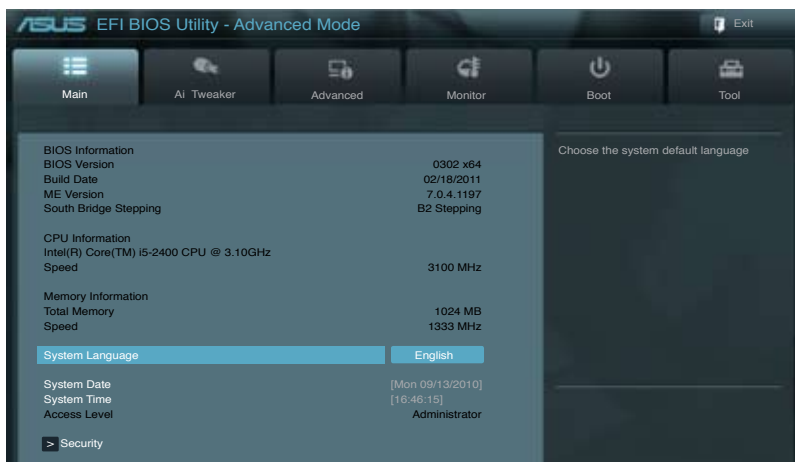 ASUS EFI BIOS Utility - Advanced Mode
Exit
Main
Ai Tweaker
Advanced
Monitor
Boot
Tool
BIOS Information
BIOS Version 0302 x64
Build Date 02/18/2011
ME Version 7.0.4.1197
South Bridge Stepping B2 Stepping
CPU Information
Intel(R) Core(TM) i5-2400 CPU @ 3.10GHz
Speed 3100 MHz
Memory Information
Total Memory 1024 MB
Speed 1333 MHz
System Language English
System Date [Mon 09/13/2010]
System Time [16:46:15]
Access Level Administrator
> Security
Choose the system default language